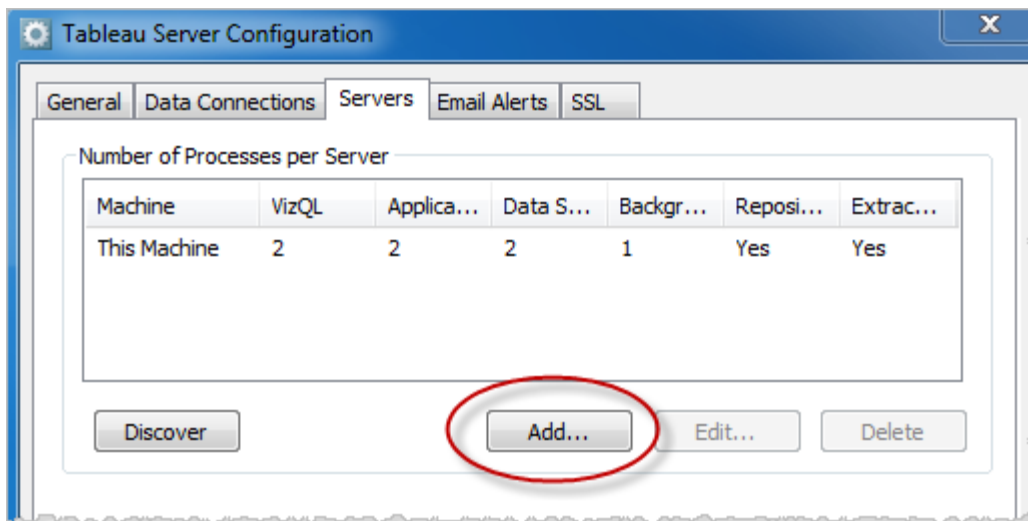 Tableau Server Configuration
X
General Data Connections Servers Email Alerts SSL
Number of Processes per Server
Machine VizQL Applica... Data S... Backgr... Reposi... Extrac...
This Machine 2 2 2 1 Yes Yes
Discover Add... Edit... Delete